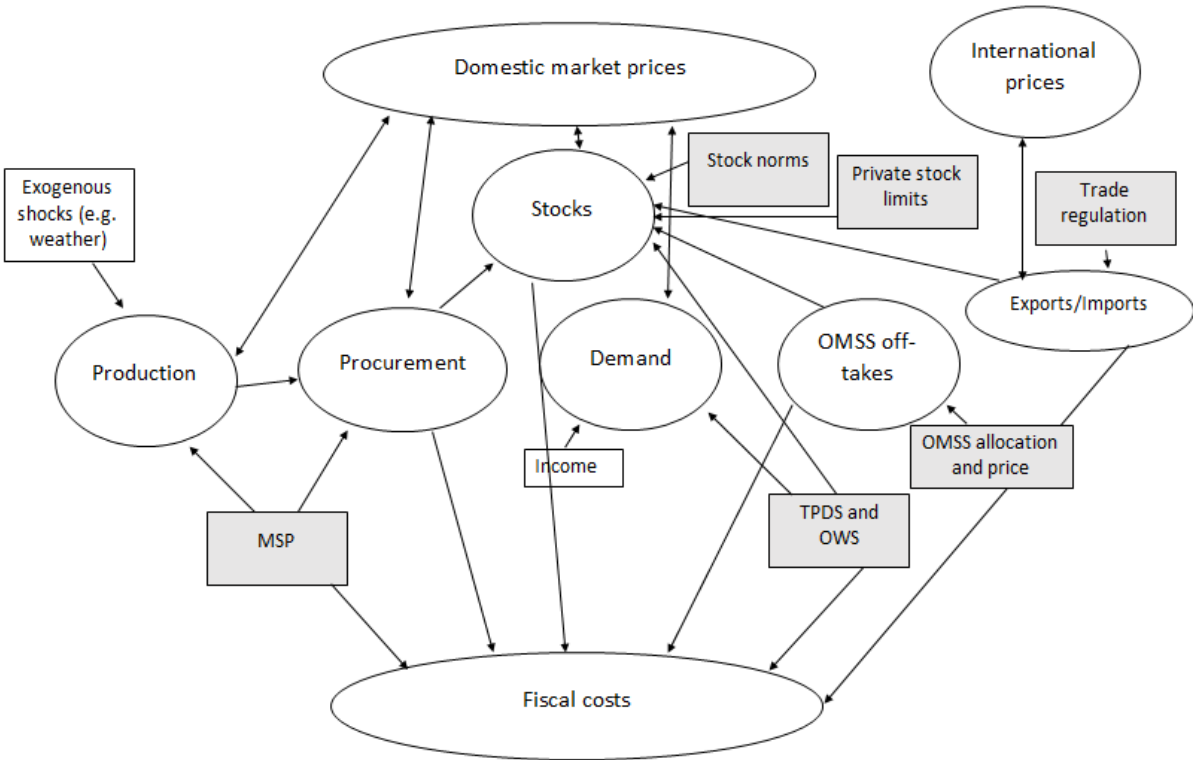 Domestic market prices
International
prices
Stock norms
Private stock
limits
Trade
regulation
Exogenous
shocks (e.g.
weather)
Stocks
Exports/Imports
Production
Procurement
Demand
OMSS off-
takes
Income
OMSS allocation
and price
MSP
TPDS and
OWS
Fiscal costs